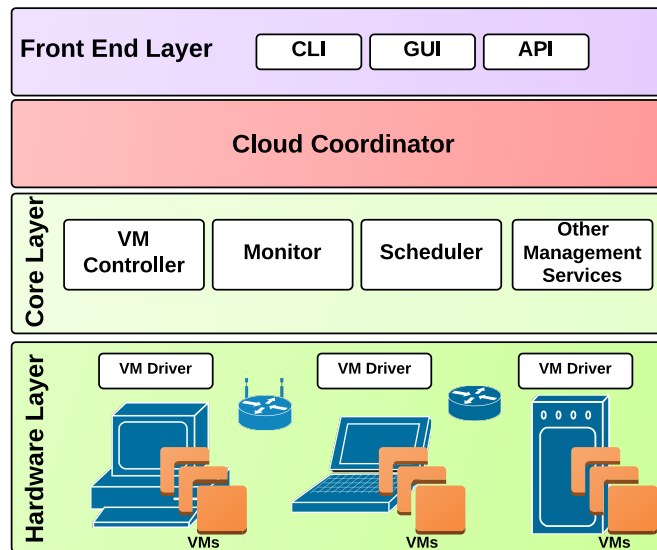 Front End Layer
CLI
GUI
API
Cloud Coordinator
Core Layer
VM
Controller
Monitor
Scheduler
Other
Management
Services
Hardware Layer
VM Driver
VM Driver
VM Driver
VMs
VMs
VMs